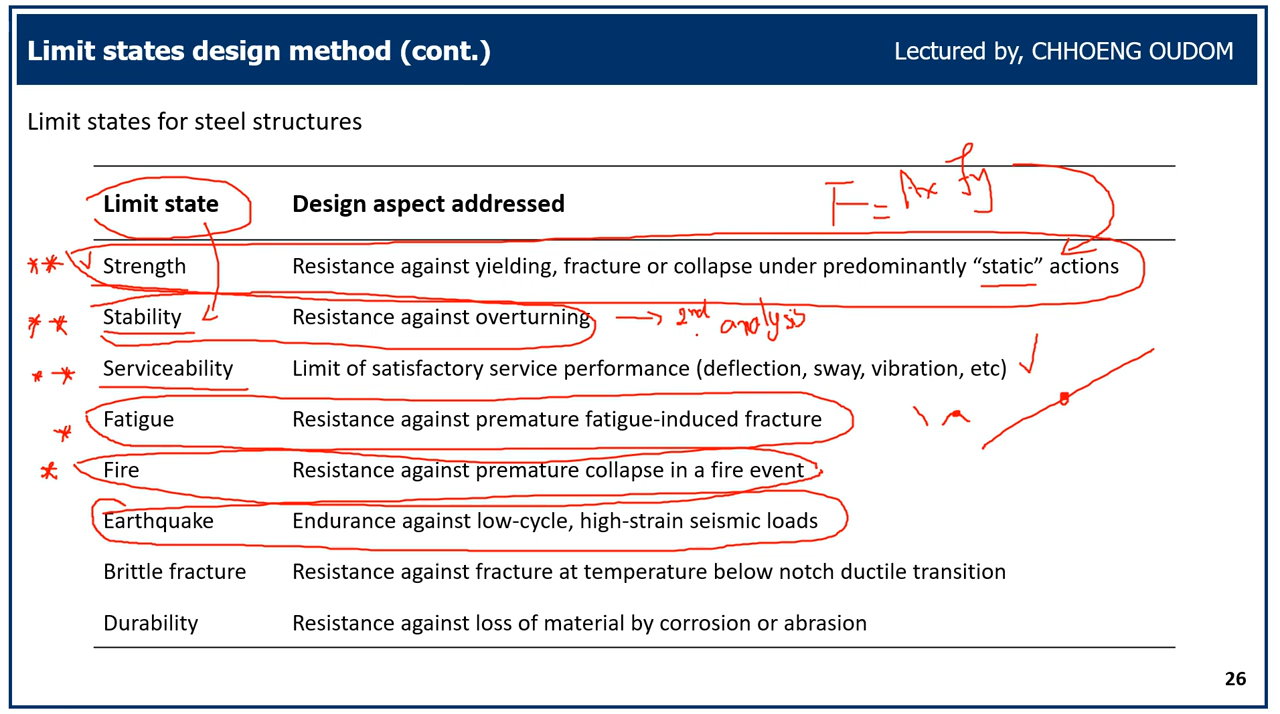 Limit states design method (cont.)
Lectured by, CHHOENG OUDOM
Limit states for steel structures
F = A x fy
Limit state Design aspect addressed
** Strength Resistance against yielding, fracture or collapse under predominantly “static” actions
** Stability Resistance against overturning → 2nd analysis
** Serviceability Limit of satisfactory service performance (deflection, sway, vibration, etc) ✓
* Fatigue Resistance against premature fatigue-induced fracture
* Fire Resistance against premature collapse in a fire event
Earthquake Endurance against low-cycle, high-strain seismic loads
Brittle fracture Resistance against fracture at temperature below notch ductile transition
Durability Resistance against loss of material by corrosion or abrasion
26